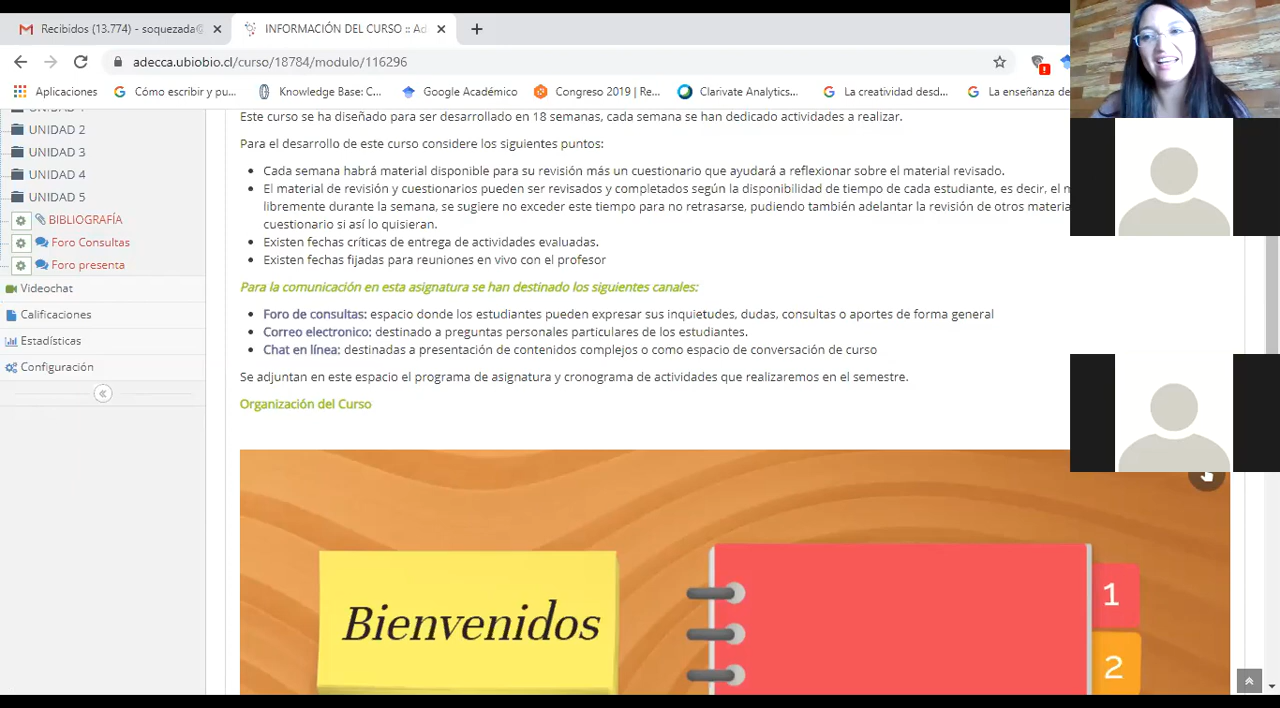 Recibidos (13.774) - soquezada@
INFORMACIÓN DEL CURSO :: Ad
adecca.ubiobio.cl/curso/18784/modulo/116296
Aplicaciones
Cómo escribir y pu...
Knowledge Base: C...
Google Académico
Congreso 2019 | Re...
Clarivate Analytics...
La creatividad desd...
La enseñanza de
UNIDAD 2
UNIDAD 3
UNIDAD 4
UNIDAD 5
BIBLIOGRAFÍA
Foro Consultas
Foro presenta
Videochat
Calificaciones
Estadísticas
Configuración
Este curso se ha diseñado para ser desarrollado en 18 semanas, cada semana se han dedicado actividades a realizar.
Para el desarrollo de este curso considere los siguientes puntos:
Cada semana habrá material disponible para su revisión más un cuestionario que ayudará a reflexionar sobre el material revisado.
El material de revisión y cuestionarios pueden ser revisados y completados según la disponibilidad de tiempo de cada estudiante, es decir, el m
libremente durante la semana, se sugiere no exceder este tiempo para no retrasarse, pudiendo también adelantar la revisión de otros materia
cuestionario si así lo quisieran.
Existen fechas críticas de entrega de actividades evaluadas.
Existen fechas fijadas para reuniones en vivo con el profesor
Para la comunicación en esta asignatura se han destinado los siguientes canales:
Foro de consultas: espacio donde los estudiantes pueden expresar sus inquietudes, dudas, consultas o aportes de forma general
Correo electronico: destinado a preguntas personales particulares de los estudiantes.
Chat en línea: destinadas a presentación de contenidos complejos o como espacio de conversación de curso
Se adjuntan en este espacio el programa de asignatura y cronograma de actividades que realizaremos en el semestre.
Organización del Curso
Bienvenidos
1
2